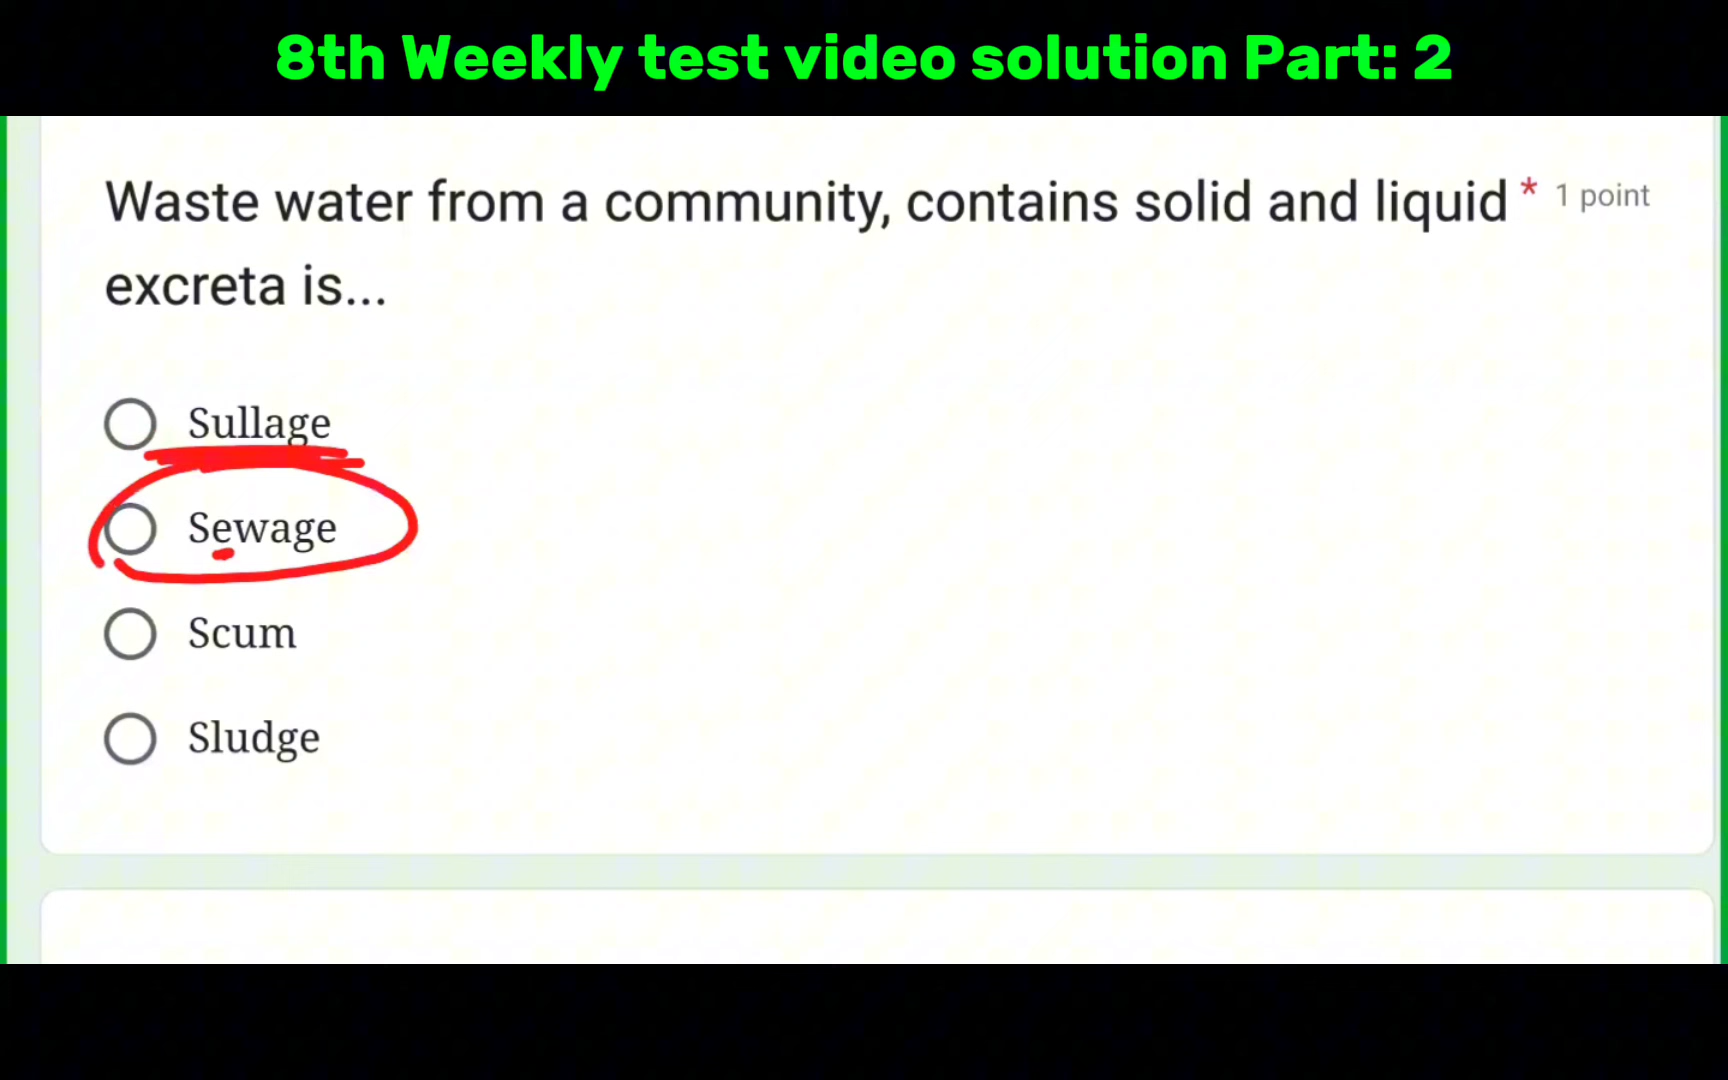 8th Weekly test video solution Part: 2
Waste water from a community, contains solid and liquid * 1 point
excreta is...
Sullage
Sewage
Scum
Sludge